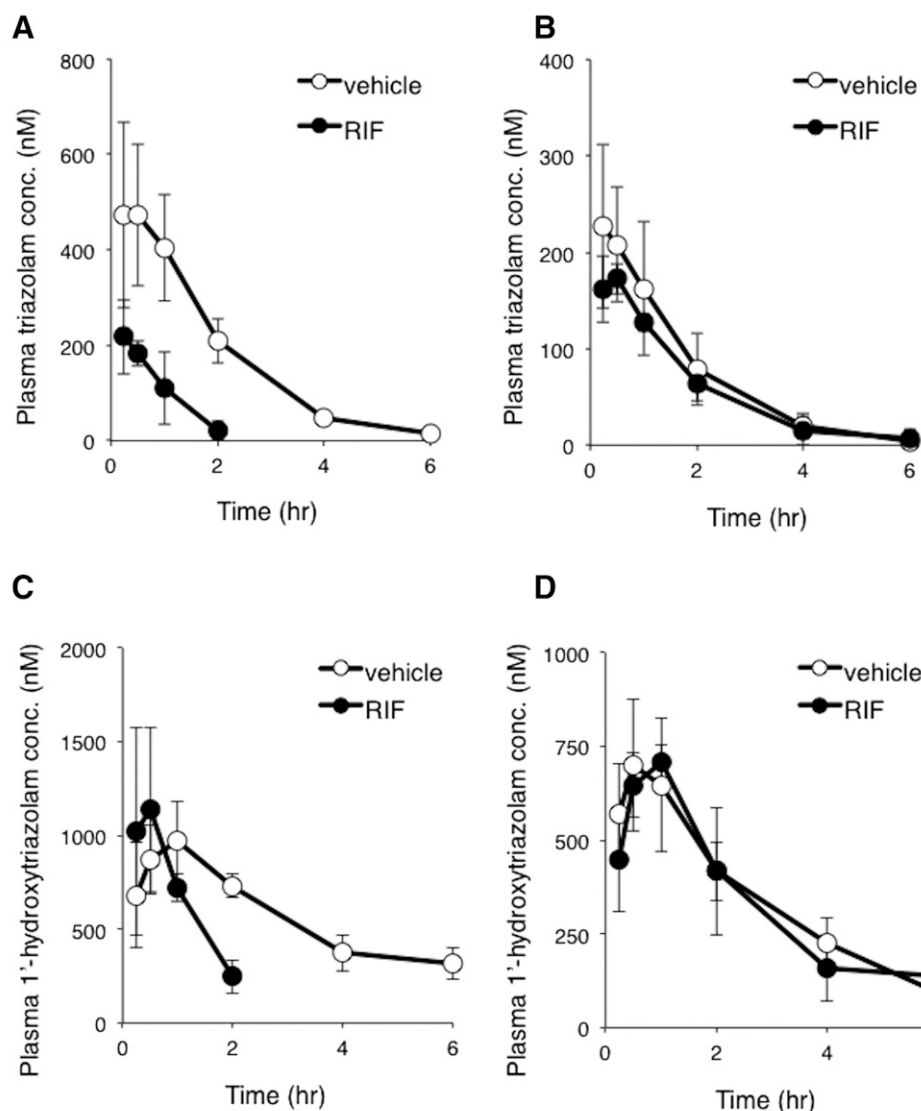 A
Plasma triazolam conc. (nM)
800
600
400
200
0
0 2 4 6
Time (hr)
vehicle
RIF
B
Plasma triazolam conc. (nM)
400
300
200
100
0
0 2 4 6
Time (hr)
vehicle
RIF
C
Plasma 1'-hydroxytriazolam conc. (nM)
2000
1500
1000
500
0
0 2 4 6
Time (hr)
vehicle
RIF
D
Plasma 1'-hydroxytriazolam conc. (nM)
1000
750
500
250
0
0 2 4
Time (hr)
vehicle
RIF